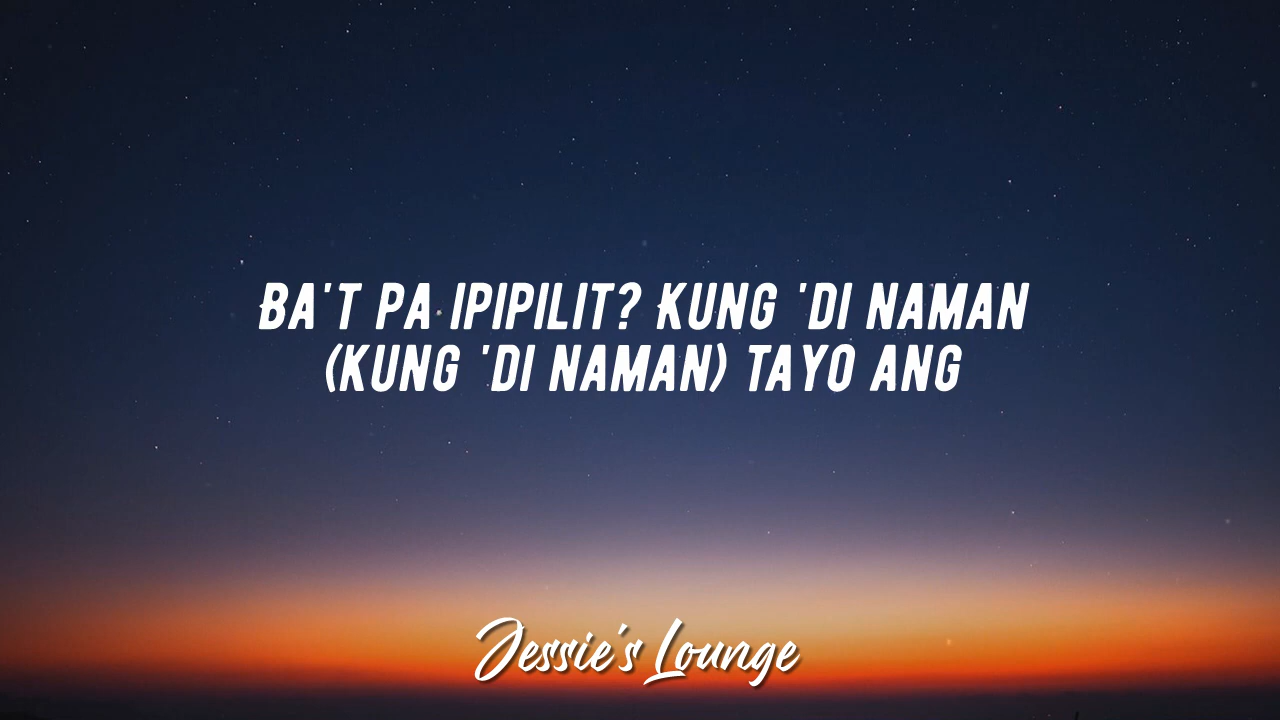 Ba't pa ipipilit? Kung 'di naman
(kung 'di naman) tayo ang
Jessie's Lounge